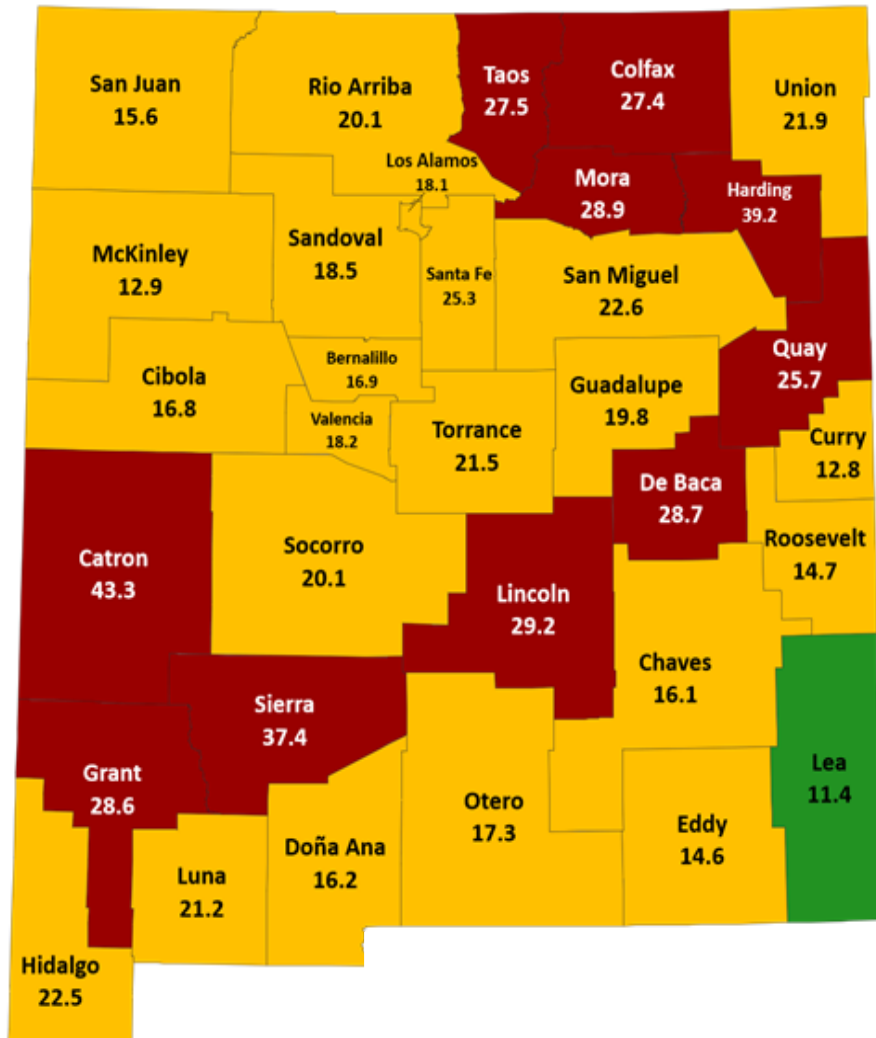 San Juan
15.6
Rio Arriba
20.1
Taos
27.5
Colfax
27.4
Union
21.9
Los Alamos
18.1
Mora
28.9
Harding
39.2
McKinley
12.9
Sandoval
18.5
Santa Fe
25.3
San Miguel
22.6
Quay
25.7
Cibola
16.8
Bernalillo
16.9
Valencia
18.2
Torrance
21.5
Guadalupe
19.8
Curry
12.8
De Baca
28.7
Roosevelt
14.7
Catron
43.3
Socorro
20.1
Lincoln
29.2
Chaves
16.1
Sierra
37.4
Grant
28.6
Lea
11.4
Otero
17.3
Eddy
14.6
Doña Ana
16.2
Luna
21.2
Hidalgo
22.5